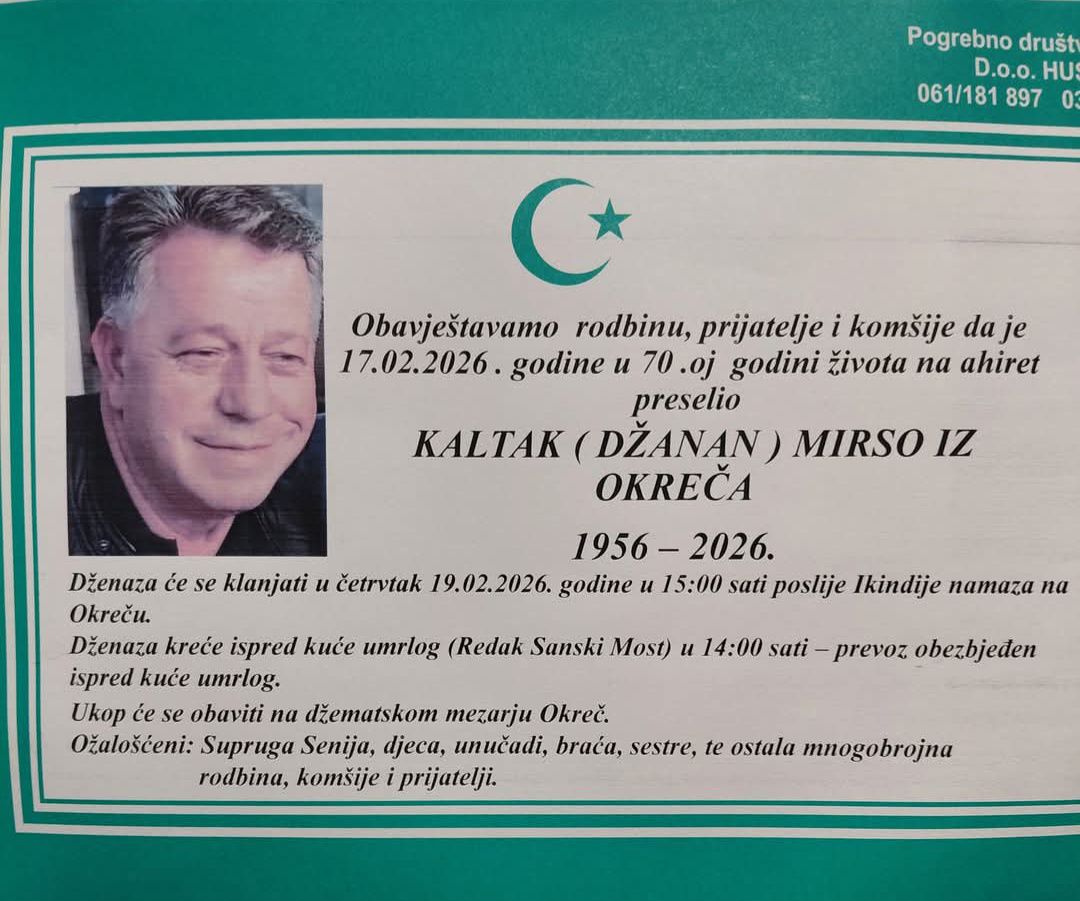 Pogrebno
D.o.o.
061/181 897
Obavještavamo rodbinu, prijatelje i komšije da je
17.02.2026. godine u 70.oj godini života na ahiret
preselio
KALTAK ( DŽANAN ) MIRSO IZ
OKREČA
1956 – 2026.
Dženaza će se klanjati u četvrtak 19.02.2026. godine u 15:00 sati poslije Ikindije namaza na
Okreču.
Dženaza kreće ispred kuće umrlog (Redak Sanski Most) u 14:00 sati – prevoz obezbjeđen
ispred kuće umrlog.
Ukop će se obaviti na džematskom mezarju Okreč.
Ožalošćeni: Supruga Senija, djeca, unučadi, braća, sestre, te ostala mnogobrojna
rodbina, komšije i prijatelji.